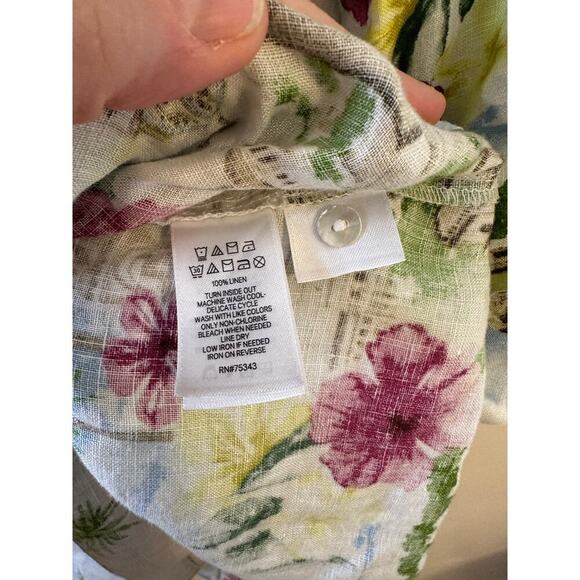 30
100% LINEN
TURN INSIDE OUT
MACHINE WASH COOL-
DELICATE CYCLE
WASH WITH LIKE COLORS
ONLY NON-CHLORINE
BLEACH WHEN NEEDED
LINE DRY
LOW IRON IF NEEDED
IRON ON REVERSE
RN#75343